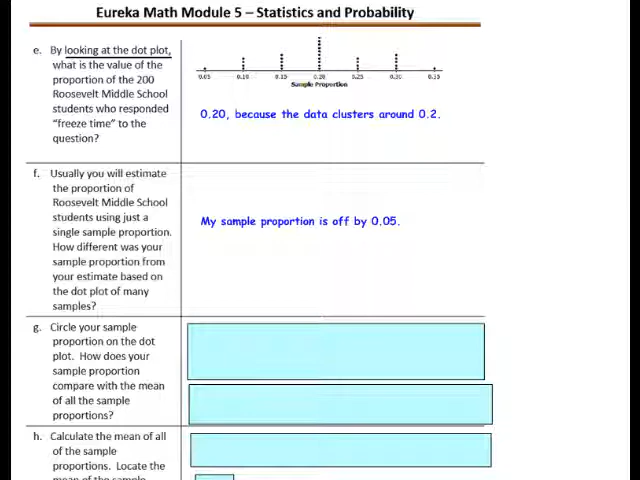 Eureka Math Module 5 – Statistics and Probability
e. By looking at the dot plot,
what is the value of the
proportion of the 200
Roosevelt Middle School
students who responded
"freeze time" to the
question?
0.05 0.10 0.15 0.20 0.25 0.30 0.35
Sample Proportion
0.20, because the data clusters around 0.2.
f. Usually you will estimate
the proportion of
Roosevelt Middle School
students using just a
single sample proportion.
How different was your
sample proportion from
your estimate based on
the dot plot of many
samples?
My sample proportion is off by 0.05.
g. Circle your sample
proportion on the dot
plot. How does your
sample proportion
compare with the mean
of all the sample
proportions?
h. Calculate the mean of all
of the sample
proportions. Locate the
mean of the sample